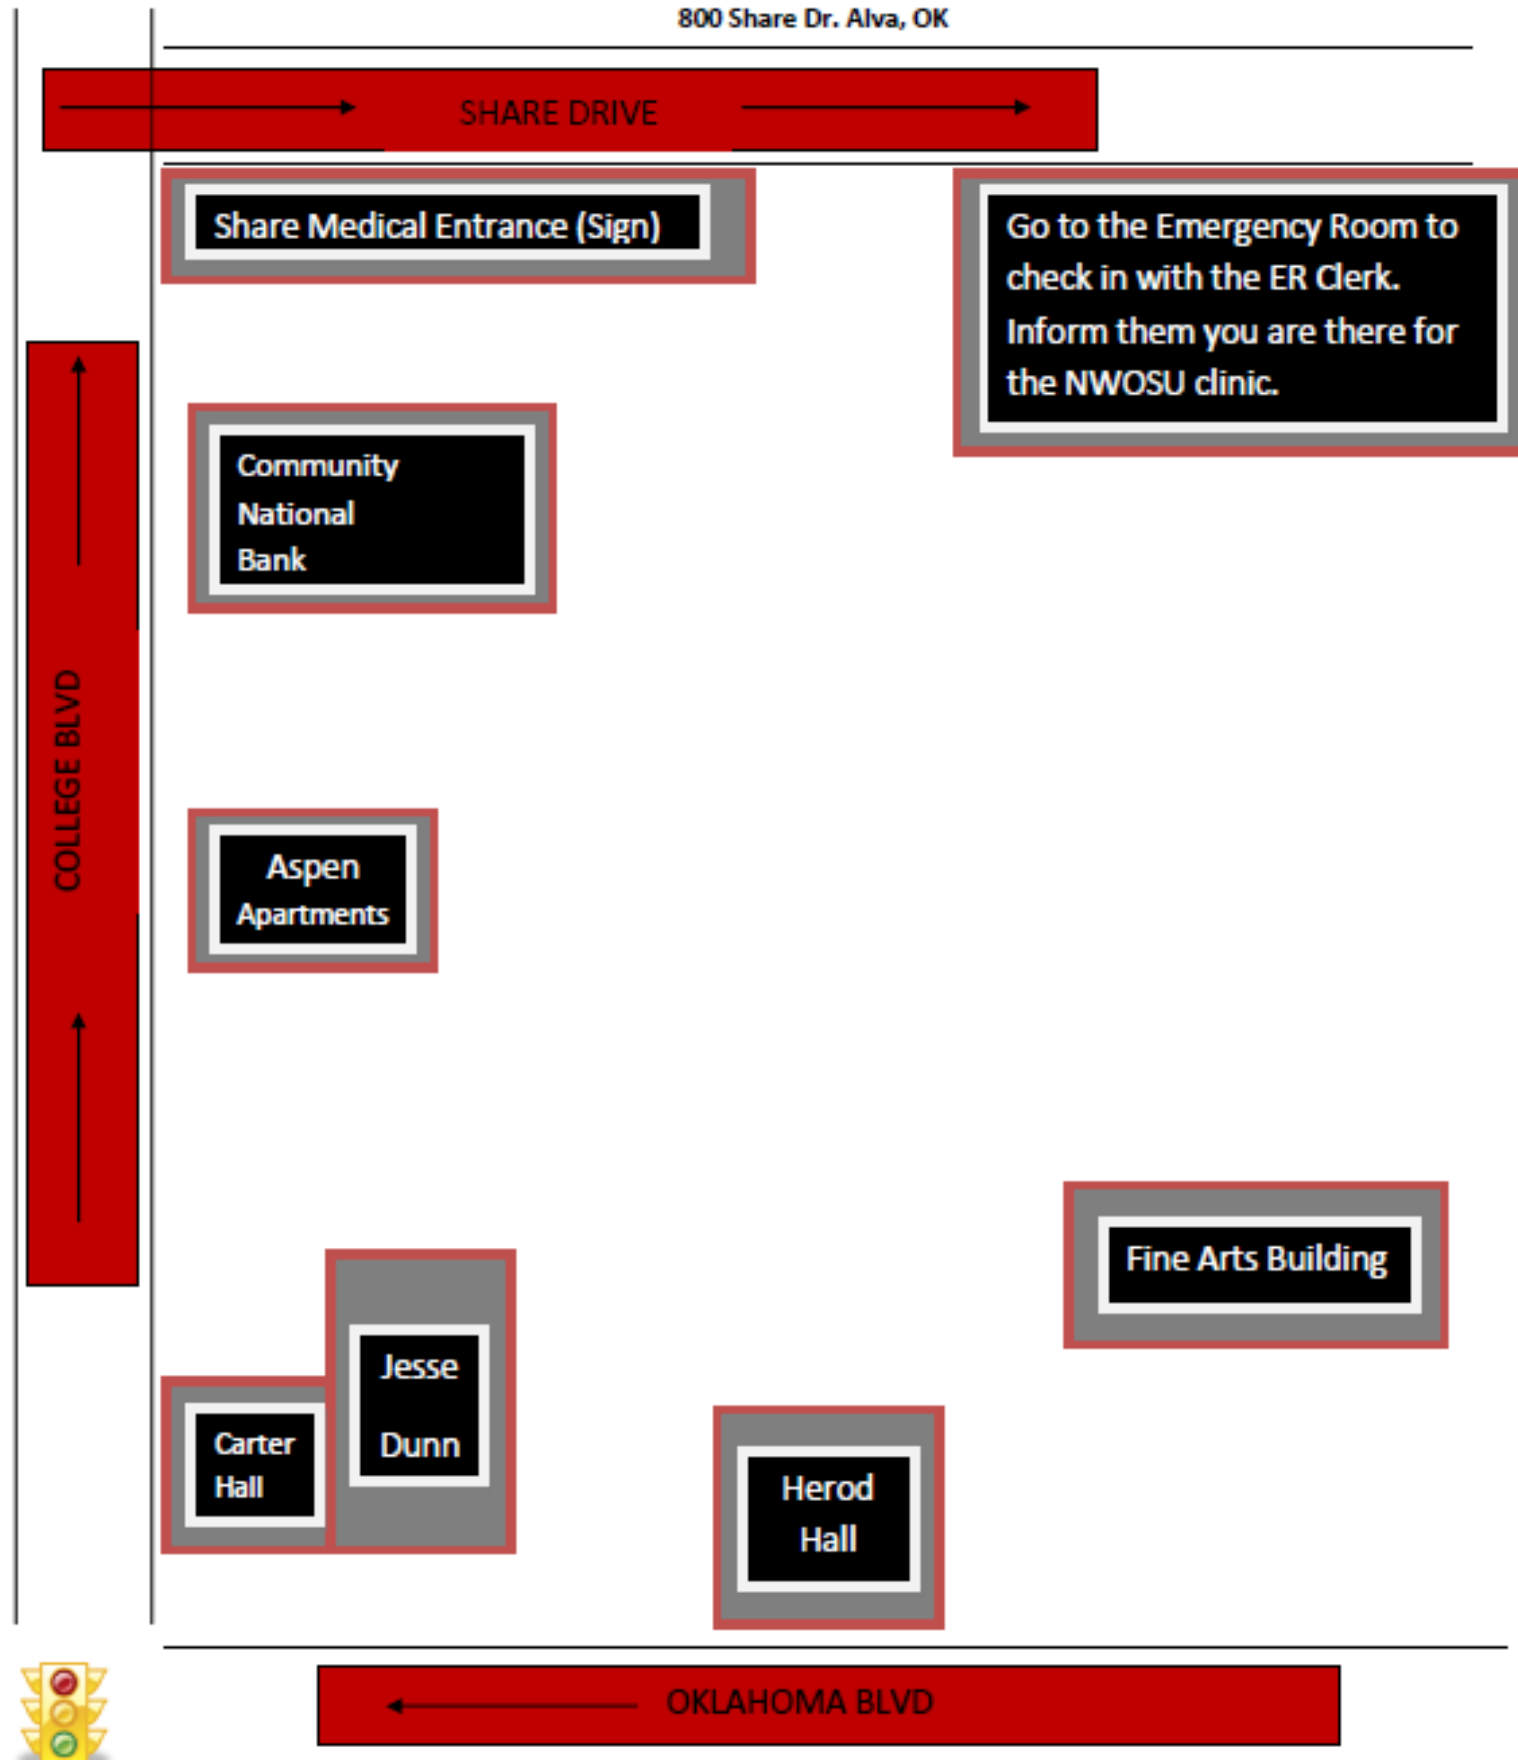 800 Share Dr. Alva, OK
SHARE DRIVE
Share Medical Entrance (Sign)
Go to the Emergency Room to
check in with the ER Clerk.
Inform them you are there for
the NWOSU clinic.
Community
National
Bank
COLLEGE BLVD
Aspen
Apartments
Fine Arts Building
Jesse
Dunn
Carter
Hall
Herod
Hall
OKLAHOMA BLVD